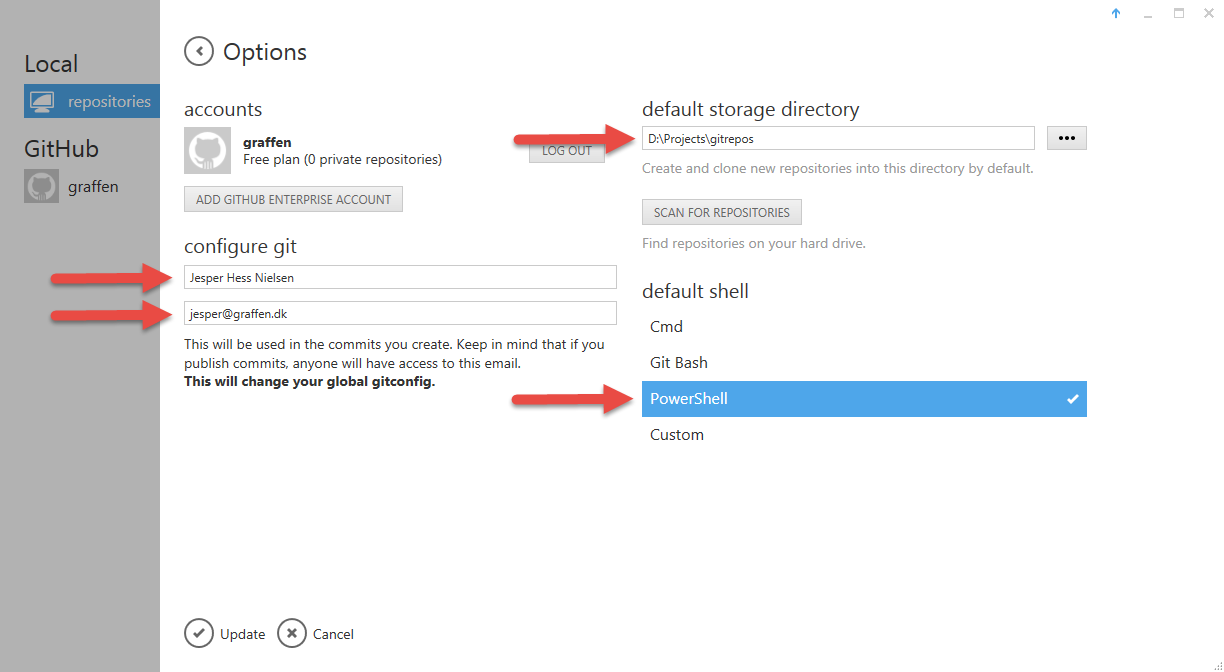 Local
repositories
GitHub
graffen
Options
accounts
graffen
Free plan (0 private repositories)
LOG OUT
ADD GITHUB ENTERPRISE ACCOUNT
configure git
Jesper Hess Nielsen
jesper@graffen.dk
This will be used in the commits you create. Keep in mind that if you
publish commits, anyone will have access to this email.
This will change your global gitconfig.
default storage directory
D:\Projects\gitrepos
Create and clone new repositories into this directory by default.
SCAN FOR REPOSITORIES
Find repositories on your hard drive.
default shell
Cmd
Git Bash
PowerShell
Custom
Update
Cancel